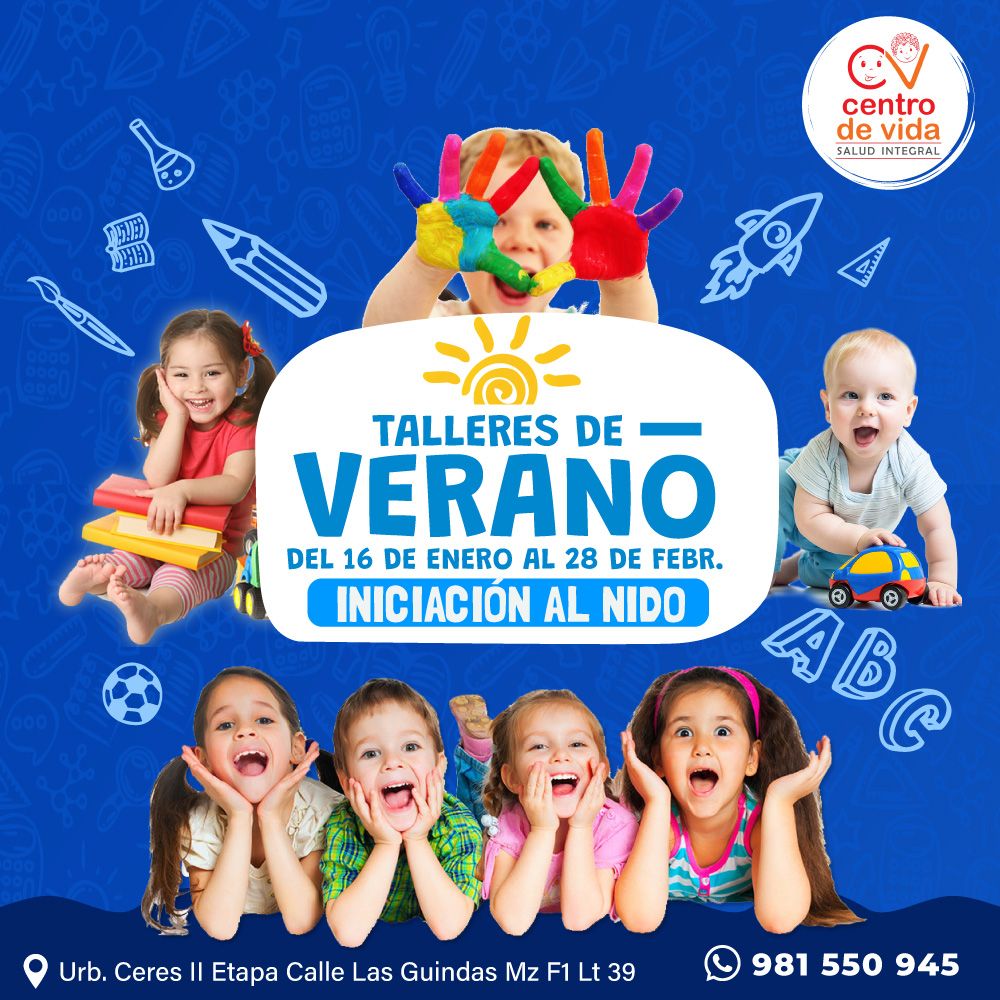 CV
centro
de vida
SALUD INTEGRAL
TALLERES DE
VERANO
DEL 16 DE ENERO AL 28 DE FEBR.
INICIACIÓN AL NIDO
ABC
Urb. Ceres II Etapa Calle Las Guindas Mz F1 Lt 39
981 550 945